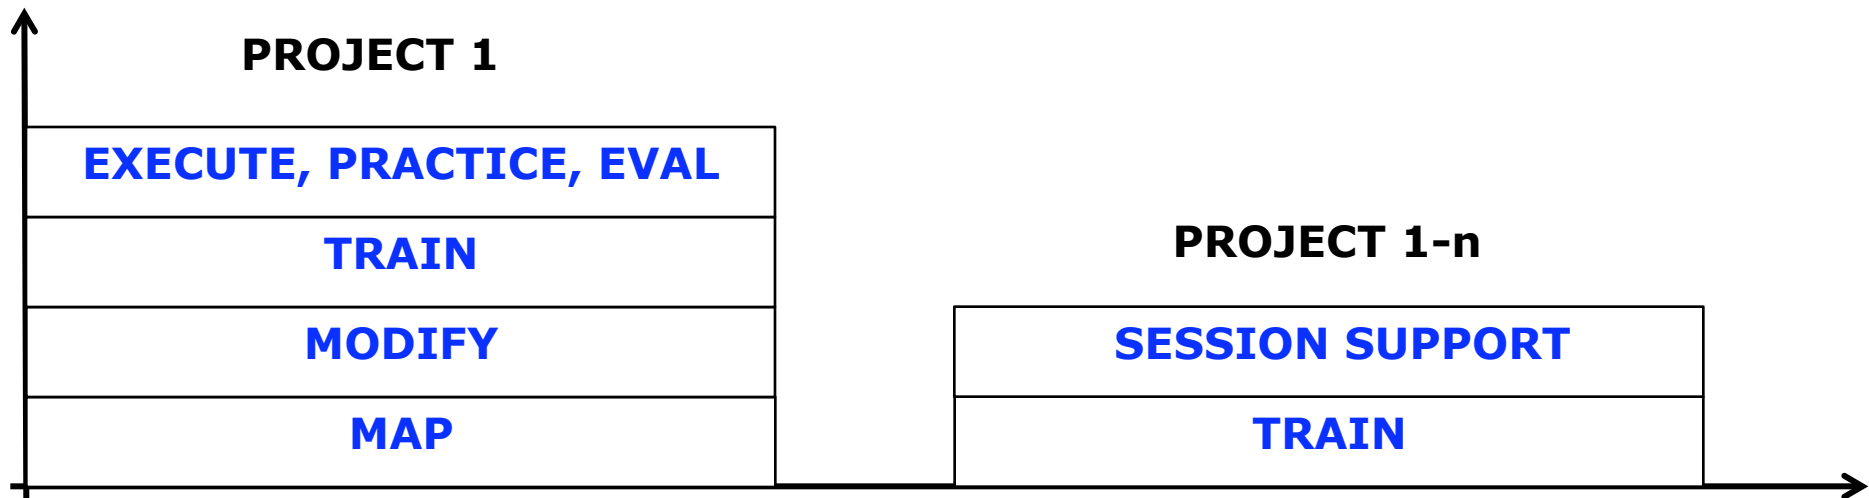 PROJECT 1
EXECUTE, PRACTICE, EVAL
TRAIN
MODIFY
MAP
PROJECT 1-n
SESSION SUPPORT
TRAIN